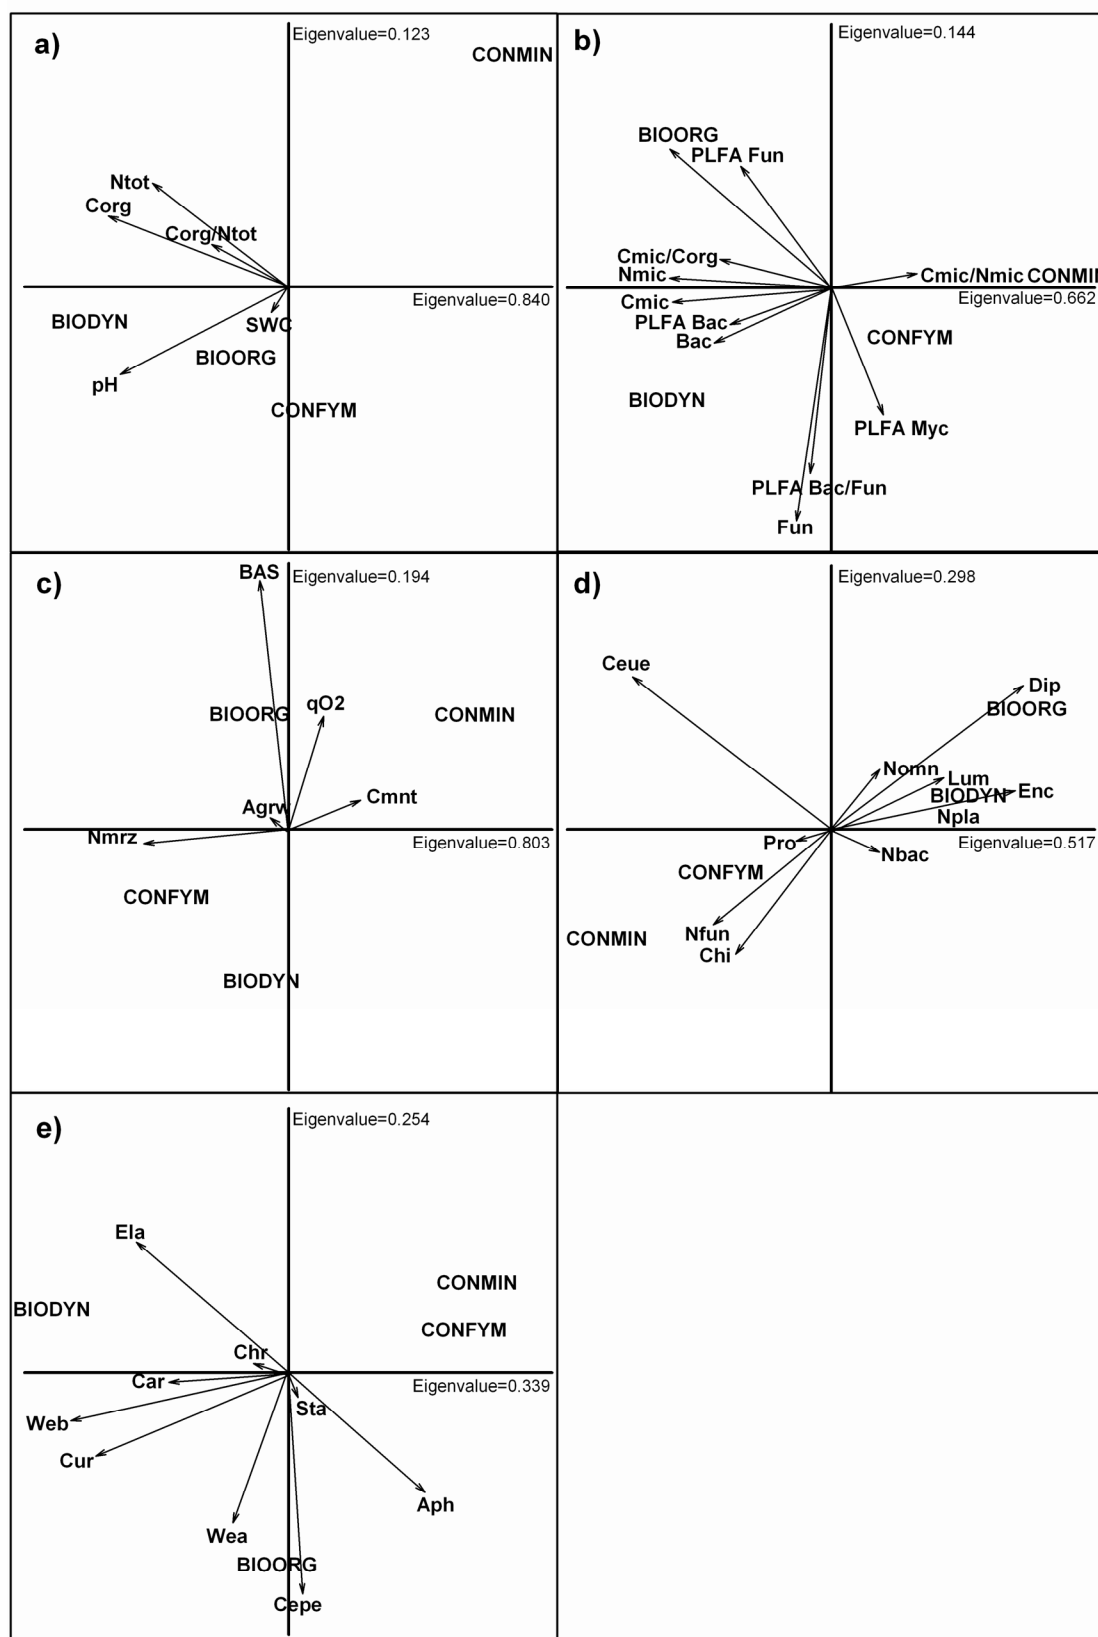 a)
Eigenvalue=0.123
CONMIN
Ntot
Corg
Corg/Ntot
Eigenvalue=0.840
SWC
BIODYN
BIOORG
pH
CONFYM
b)
Eigenvalue=0.144
BIOORG
PLFA Fun
Cmic/Corg
Nmic
Cmic/Nmic CONMIN
Eigenvalue=0.662
Cmic
PLFA Bac
Bac
CONFYM
BIODYN
PLFA Myc
PLFA Bac/Fun
Fun
c)
BAS
Eigenvalue=0.194
BIOORG
qO2
CONMIN
Agrw
Cmnt
Nmrz
Eigenvalue=0.803
CONFYM
BIODYN
d)
Eigenvalue=0.298
Ceue
Dip
BIOORG
Nomn
Lum
Enc
BIODYN
Npla
Pro
Eigenvalue=0.517
Nbac
CONFYM
Nfun
CONMIN
Chi
e)
Eigenvalue=0.254
Ela
CONMIN
BIODYN
CONFYM
Chr
Car
Eigenvalue=0.339
Sta
Web
Cur
Aph
Wea
BIOORG
Cepe